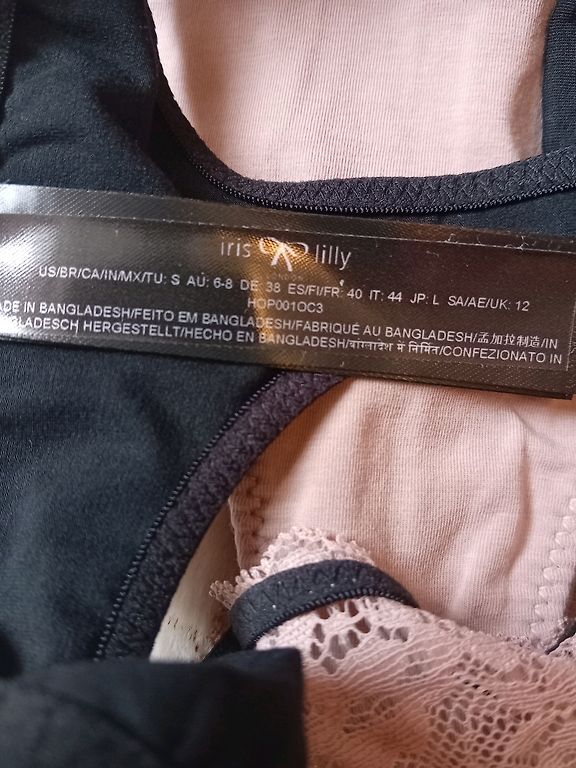 iris lilly
US/BR/CA/IN/MX/TU: S AU: 6-8 DE: 38 ES/FI/FR: 40 IT: 44 JP: L SA/AE/UK: 12
HOP001OC3
ADE IN BANGLADESH/FEITO EM BANGLADESH/FABRIQUÉ AU BANGLADESH/孟加拉制造/IN
GLADESCH HERGESTELLT/HECHO EN BANGLADESH/बांग्लादेश में निर्मित/CONFEZIONATO IN